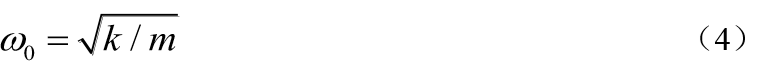 ω₀ = √k / m （4）